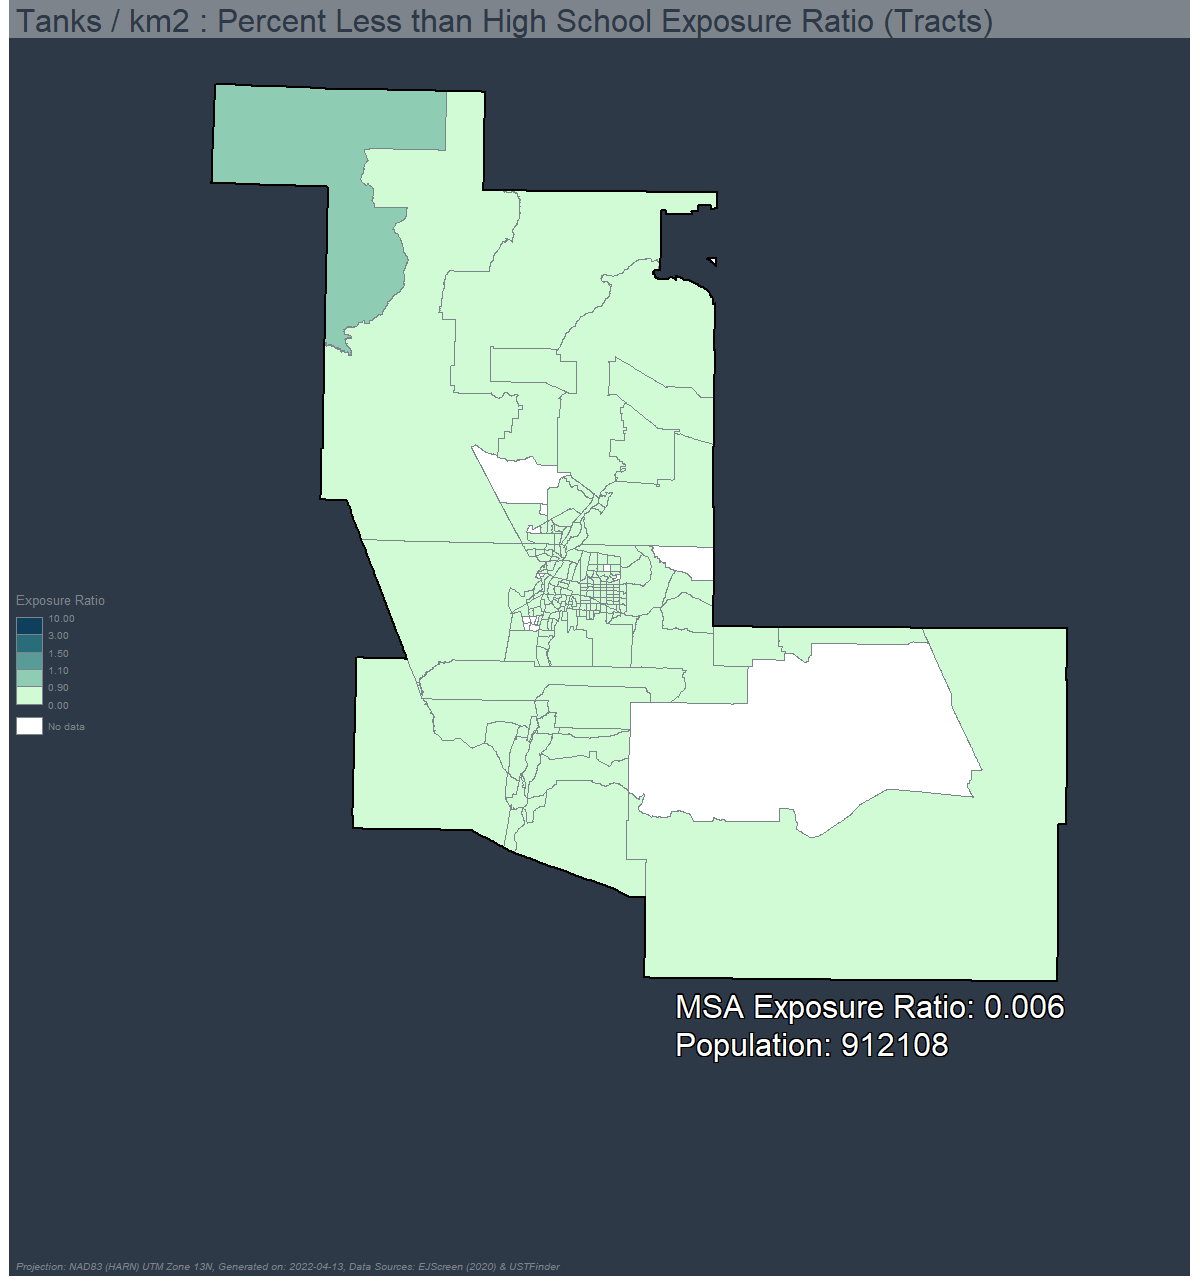 Tanks / km2 : Percent Less than High School Exposure Ratio (Tracts)
Exposure Ratio
10.00
3.00
1.50
1.10
0.90
0.00
No data
MSA Exposure Ratio: 0.006
Population: 912108
Projection: NAD83 (HARN) UTM Zone 13N, Generated on: 2022-04-13, Data Sources: EJScreen (2020) & USTFinder